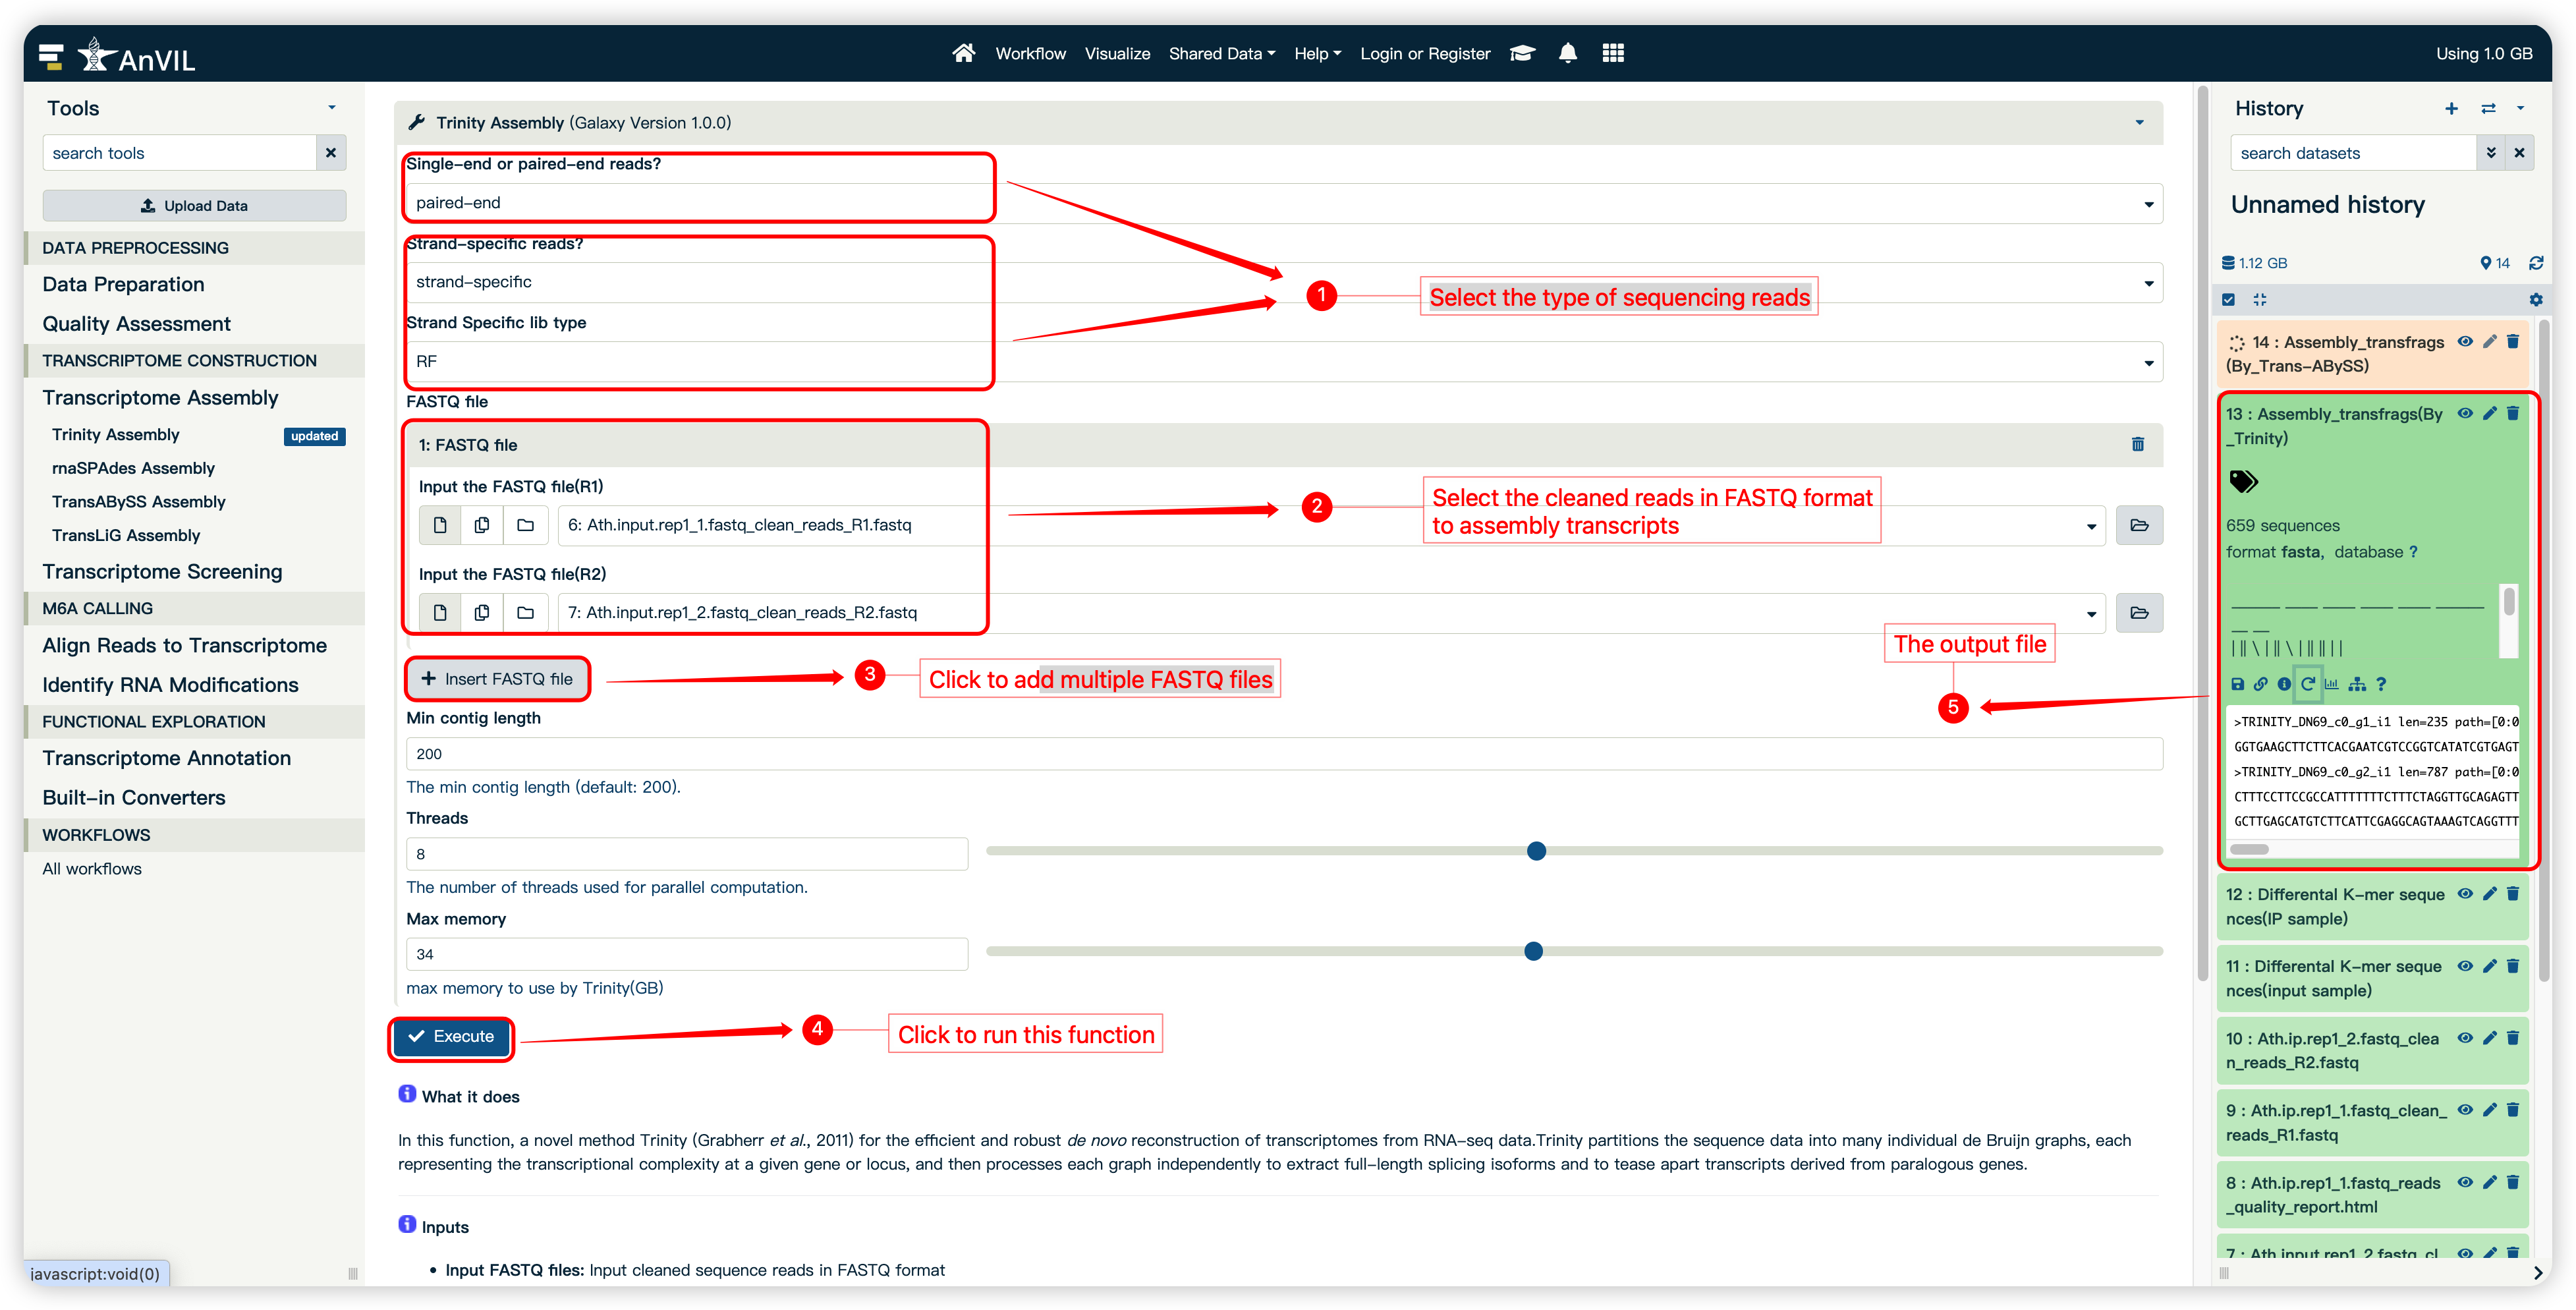 AnVIL
Workflow Visualize Shared Data Help Login or Register
Using 1.0 GB
Tools
search tools
Upload Data
DATA PREPROCESSING
Data Preparation
Quality Assessment
TRANSCRIPTOME CONSTRUCTION
Transcriptome Assembly
Trinity Assembly updated
rnaSPAdes Assembly
TransABySS Assembly
TransLiG Assembly
Transcriptome Screening
M6A CALLING
Align Reads to Transcriptome
Identify RNA Modifications
FUNCTIONAL EXPLORATION
Transcriptome Annotation
Built-in Converters
WORKFLOWS
All workflows
javascript:void(0)
Trinity Assembly (Galaxy Version 1.0.0)
Single-end or paired-end reads?
paired-end
Strand-specific reads?
strand-specific
Strand Specific lib type
RF
1 Select the type of sequencing reads
FASTQ file
1: FASTQ file
Input the FASTQ file(R1)
6: Ath.input.rep1_1.fastq_clean_reads_R1.fastq
Input the FASTQ file(R2)
7: Ath.input.rep1_2.fastq_clean_reads_R2.fastq
2 Select the cleaned reads in FASTQ format
to assembly transcripts
Insert FASTQ file
3 Click to add multiple FASTQ files
The output file
5
Min contig length
200
The min contig length (default: 200).
Threads
8
The number of threads used for parallel computation.
Max memory
34
max memory to use by Trinity(GB)
Execute
4 Click to run this function
What it does
In this function, a novel method Trinity (Grabherr et al., 2011) for the efficient and robust de novo reconstruction of transcriptomes from RNA-seq data.Trinity partitions the sequence data into many individual de Bruijn graphs, each
representing the transcriptional complexity at a given gene or locus, and then processes each graph independently to extract full-length splicing isoforms and to tease apart transcripts derived from paralogous genes.
Inputs
• Input FASTQ files: Input cleaned sequence reads in FASTQ format
History
search datasets
Unnamed history
1.12 GB
14
14 : Assembly_transfrags
(By_Trans-ABySS)
13 : Assembly_transfrags(By
_Trinity)
659 sequences
format fasta, database ?
>TRINITY_DN69_c0_g1_i1 len=235 path=[0:0
GGTGAAGCTTCTTCACGAATCGTCCGGTCATATCGTGAGT
>TRINITY_DN69_c0_g2_i1 len=787 path=[0:0
CTTTCCTTCCGCCATTTTTTTCTTTCTAGGTTGCAGAGTT
GCTTGAGCATGTCTTCATTCGAGGCAGTAAAGTCAGGTTT
12 : Differental K-mer seque
nces(IP sample)
11 : Differental K-mer seque
nces(input sample)
10 : Ath.ip.rep1_2.fastq_clea
n_reads_R2.fastq
9 : Ath.ip.rep1_1.fastq_clean_
reads_R1.fastq
8 : Ath.ip.rep1_1.fastq_reads
_quality_report.html
7 : Ath.input.rep1_2.fastq_cl